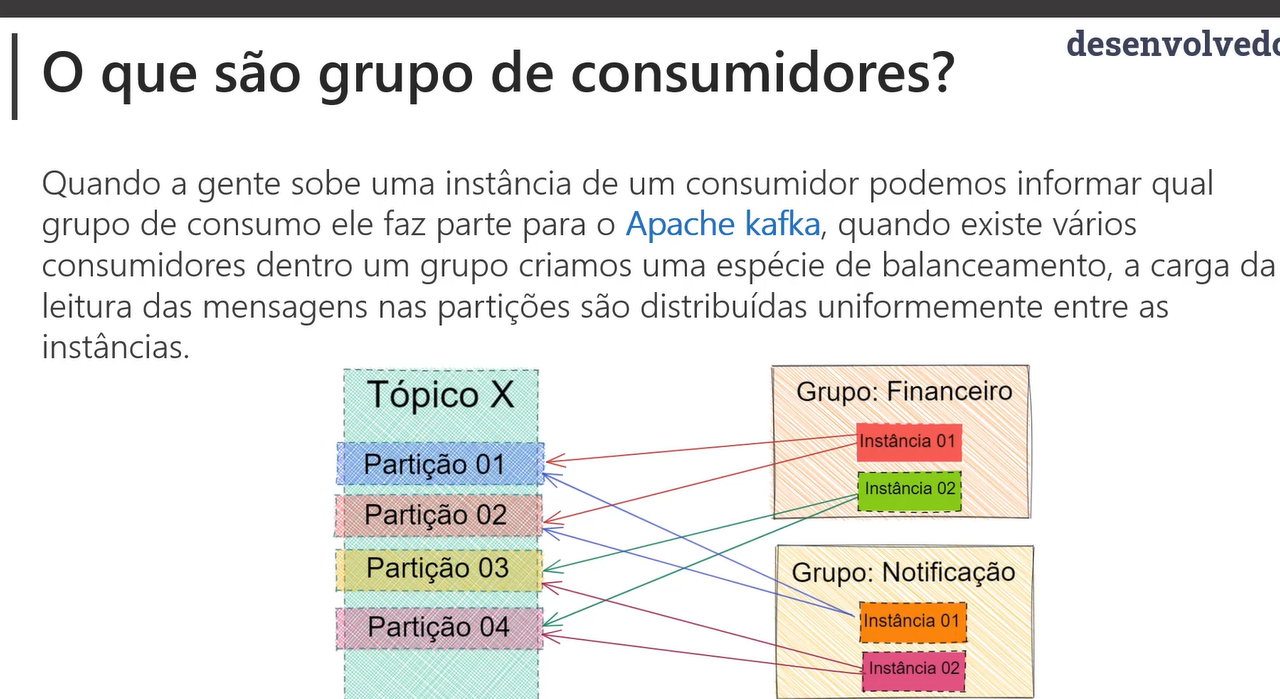 desenvolvedo
O que são grupo de consumidores?
Quando a gente sobe uma instância de um consumidor podemos informar qual
grupo de consumo ele faz parte para o Apache kafka, quando existe vários
consumidores dentro um grupo criamos uma espécie de balanceamento, a carga da
leitura das mensagens nas partições são distribuídas uniformemente entre as
instâncias.
Tópico X
Partição 01
Partição 02
Partição 03
Partição 04
Grupo: Financeiro
Instância 01
Instância 02
Grupo: Notificação
Instância 01
Instância 02